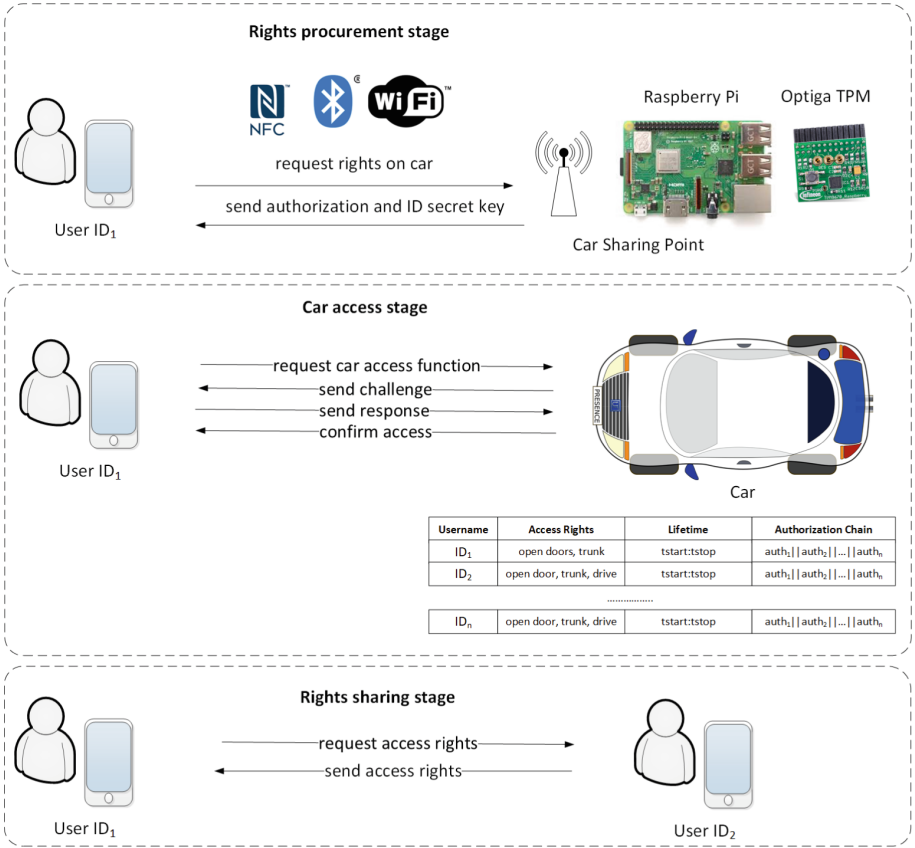 Rights procurement stage
NFC
Wi Fi
TM
Raspberry Pi
Optiga TPM
request rights on car
send authorization and ID secret key
User ID₁
Car Sharing Point
Car access stage
request car access function
send challenge
send response
confirm access
PRESENCE
User ID₁
Car
Username Access Rights Lifetime Authorization Chain
ID₁ open doors, trunk tstart:tstop auth₁||auth₂||...||authₙ
ID₂ open door, trunk, drive tstart:tstop auth₁||auth₂||...||authₙ
..................
IDₙ open door, trunk, drive tstart:tstop auth₁||auth₂||...||authₙ
Rights sharing stage
request access rights
send access rights
User ID₁
User ID₂